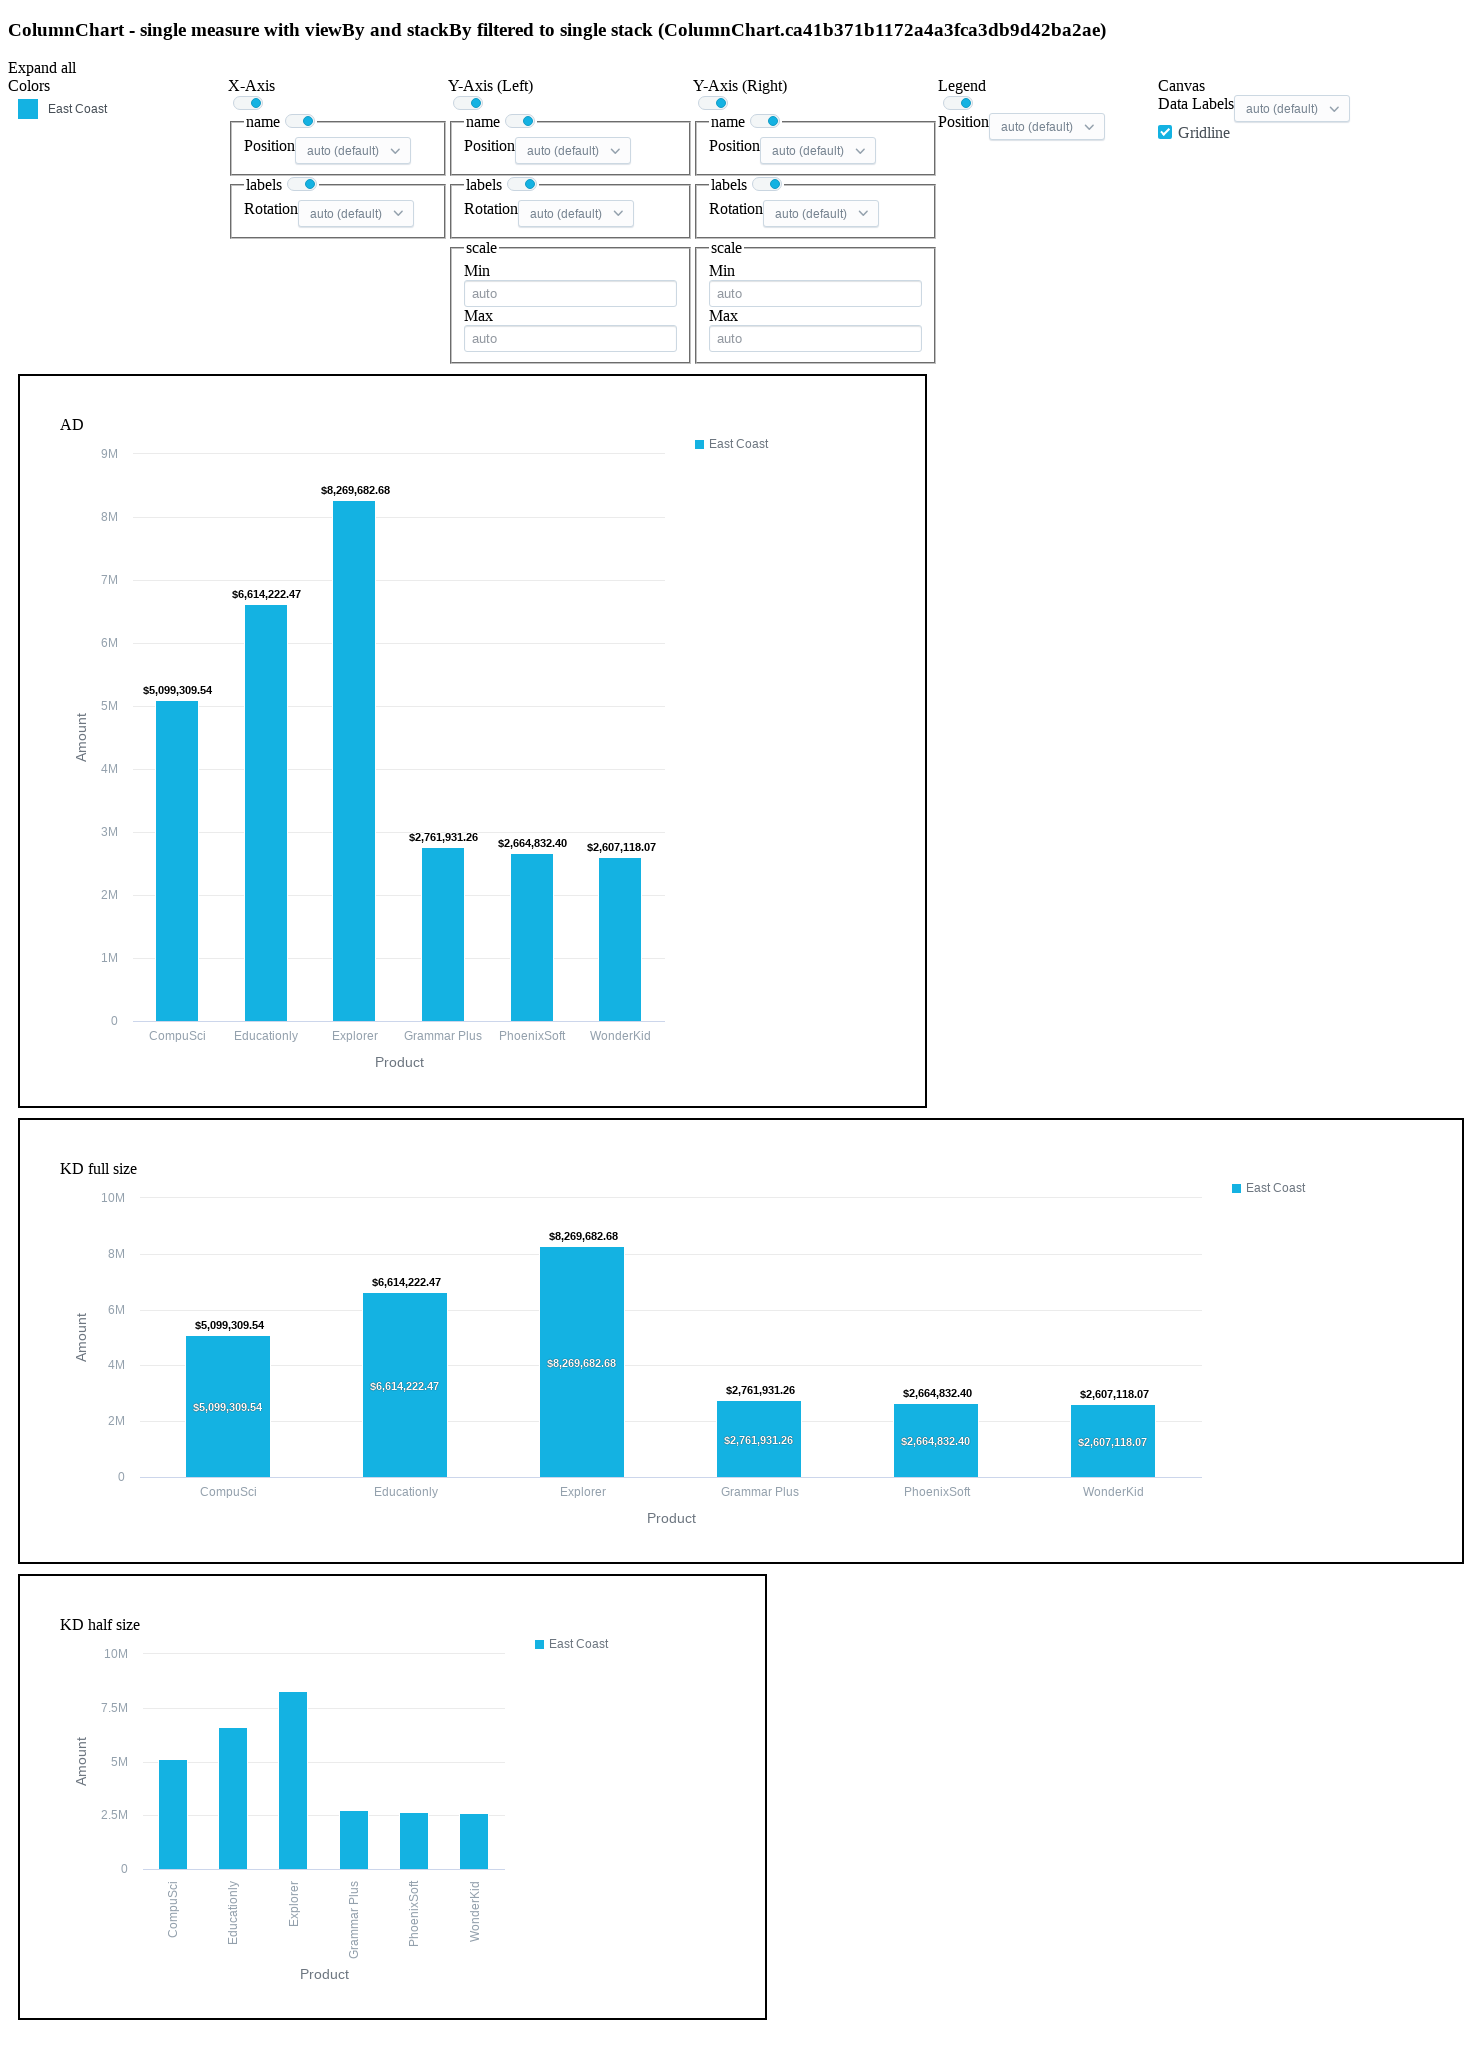 ColumnChart - single measure with viewBy and stackBy filtered to single stack (ColumnChart.ca41b371b1172a4a3fca3db9d42ba2ae)
Expand all
Colors
East Coast
X-Axis
name
Position auto (default)
labels
Rotation auto (default)
Y-Axis (Left)
name
Position auto (default)
labels
Rotation auto (default)
scale
Min
auto
Max
auto
Y-Axis (Right)
name
Position auto (default)
labels
Rotation auto (default)
scale
Min
auto
Max
auto
Legend
Position auto (default)
Canvas
Data Labels auto (default)
Gridline
AD
East Coast
9M
8M
7M
6M
5M
4M
3M
2M
1M
0
Amount
$5,099,309.54
$6,614,222.47
$8,269,682.68
$2,761,931.26
$2,664,832.40
$2,607,118.07
CompuSci
Educationly
Explorer
Grammar Plus
PhoenixSoft
WonderKid
Product
KD full size
East Coast
10M
8M
6M
4M
2M
0
Amount
$5,099,309.54
$6,614,222.47
$8,269,682.68
$2,761,931.26
$2,664,832.40
$2,607,118.07
$5,099,309.54
$6,614,222.47
$8,269,682.68
$2,761,931.26
$2,664,832.40
$2,607,118.07
CompuSci
Educationly
Explorer
Grammar Plus
PhoenixSoft
WonderKid
Product
KD half size
East Coast
10M
7.5M
5M
2.5M
0
Amount
CompuSci
Educationly
Explorer
Grammar Plus
PhoenixSoft
WonderKid
Product